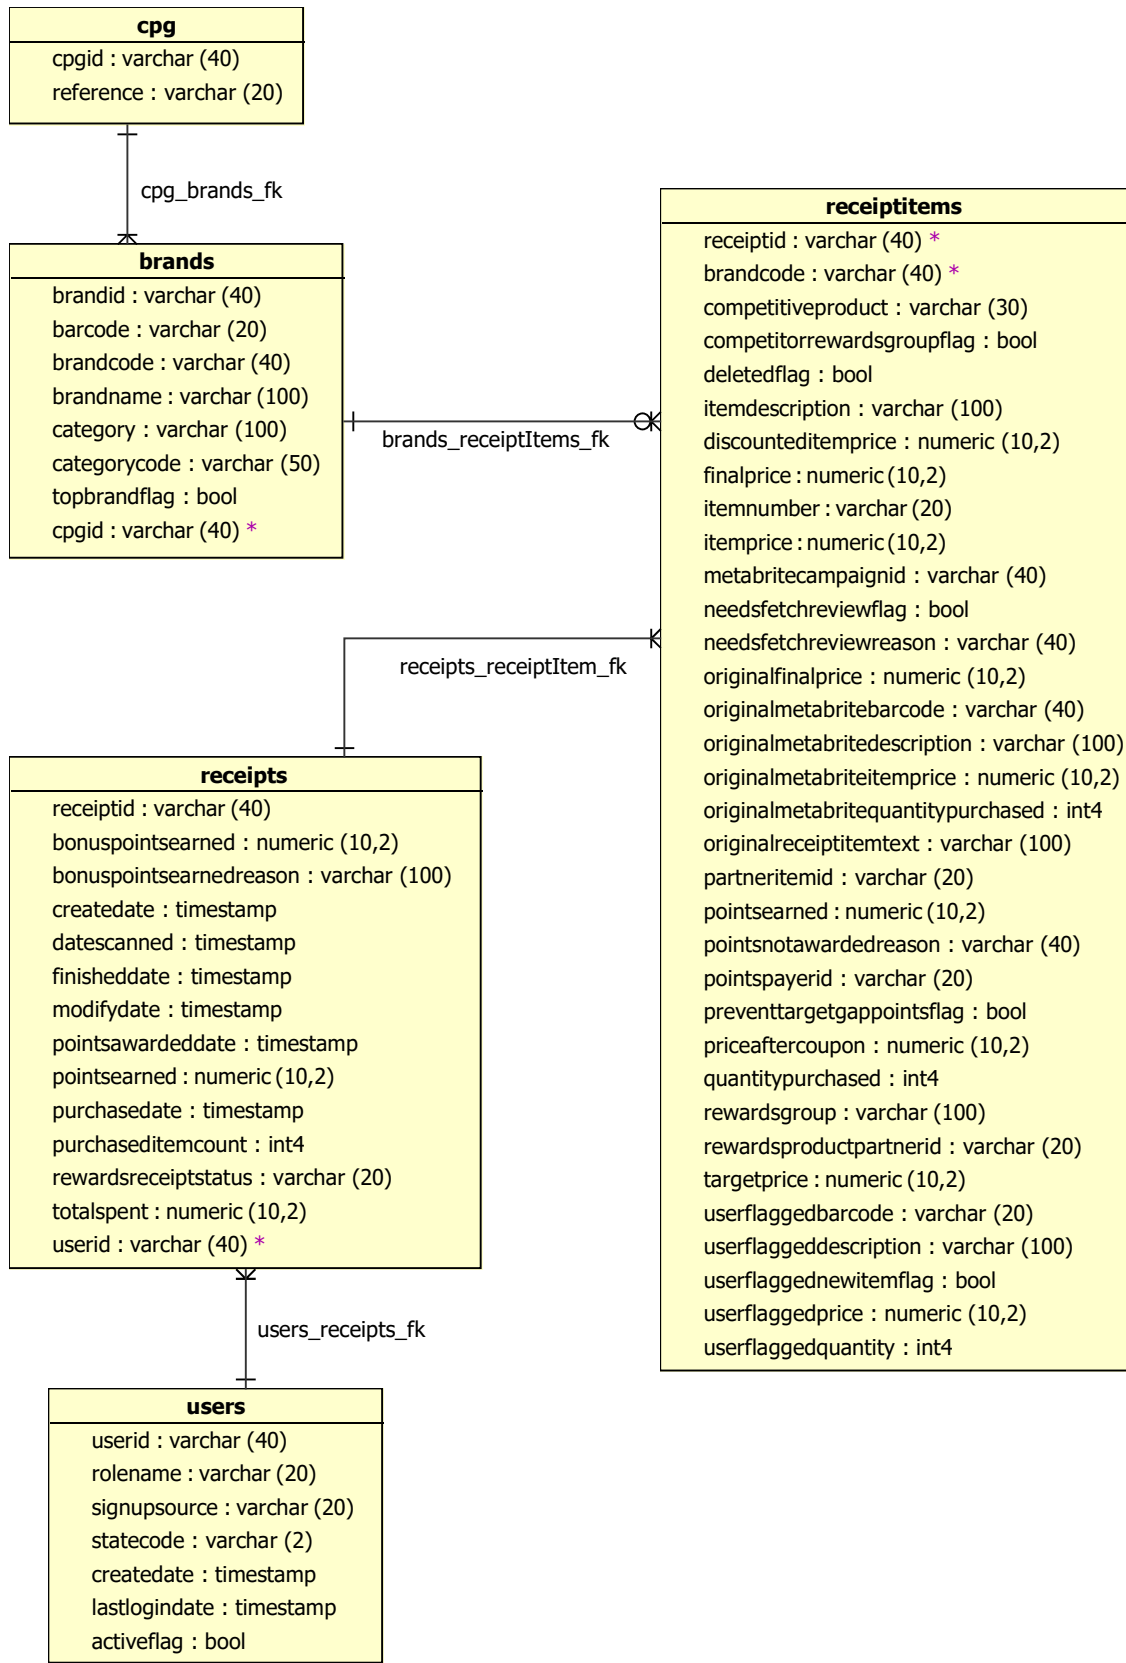 cpg
cpgid : varchar (40)
reference : varchar (20)
cpg_brands_fk
brands
brandid : varchar (40)
barcode : varchar (20)
brandcode : varchar (40)
brandname : varchar (100)
category : varchar (100)
categorycode : varchar (50)
topbrandflag : bool
cpgid : varchar (40) *
brands_receiptItems_fk
receipts_receiptItem_fk
receipts
receiptid : varchar (40)
bonuspointsearned : numeric (10,2)
bonuspointsearnedreason : varchar (100)
createdate : timestamp
datescanned : timestamp
finisheddate : timestamp
modifydate : timestamp
pointsawardeddate : timestamp
pointsearned : numeric (10,2)
purchasedate : timestamp
purchaseditemcount : int4
rewardsreceiptstatus : varchar (20)
totalspent : numeric (10,2)
userid : varchar (40) *
users_receipts_fk
users
userid : varchar (40)
rolename : varchar (20)
signupsource : varchar (20)
statecode : varchar (2)
createdate : timestamp
lastlogindate : timestamp
activeflag : bool
receiptitems
receiptid : varchar (40) *
brandcode : varchar (40) *
competitiveproduct : varchar (30)
competitorrewardsgroupflag : bool
deletedflag : bool
itemdescription : varchar (100)
discounteditemprice : numeric (10,2)
finalprice : numeric (10,2)
itemnumber : varchar (20)
itemprice : numeric (10,2)
metabritecampaignid : varchar (40)
needsfetchreviewflag : bool
needsfetchreviewreason : varchar (40)
originalfinalprice : numeric (10,2)
originalmetabritebarcode : varchar (40)
originalmetabritedescription : varchar (100)
originalmetabriteitemprice : numeric (10,2)
originalmetabritequantitypurchased : int4
originalreceiptitemtext : varchar (100)
partneritemid : varchar (20)
pointsearned : numeric (10,2)
pointsnotawardedreason : varchar (40)
pointspayerid : varchar (20)
preventtargetgappointsflag : bool
priceaftercoupon : numeric (10,2)
quantitypurchased : int4
rewardsgroup : varchar (100)
rewardsproductpartnerid : varchar (20)
targetprice : numeric (10,2)
userflaggedbarcode : varchar (20)
userflaggeddescription : varchar (100)
userflaggednewitemflag : bool
userflaggedprice : numeric (10,2)
userflaggedquantity : int4